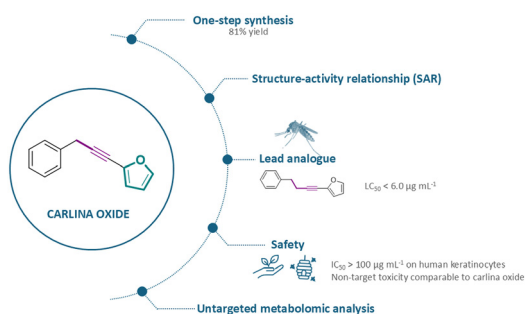 One-step synthesis
81% yield
Structure-activity relationship (SAR)
O
CARLINA OXIDE
Lead analogue
O
LC50 < 6.0 µg mL-1
Safety
IC50 > 100 µg mL-1 on human keratinocytes
Non-target toxicity comparable to carlina oxide
Untargeted metabolomic analysis